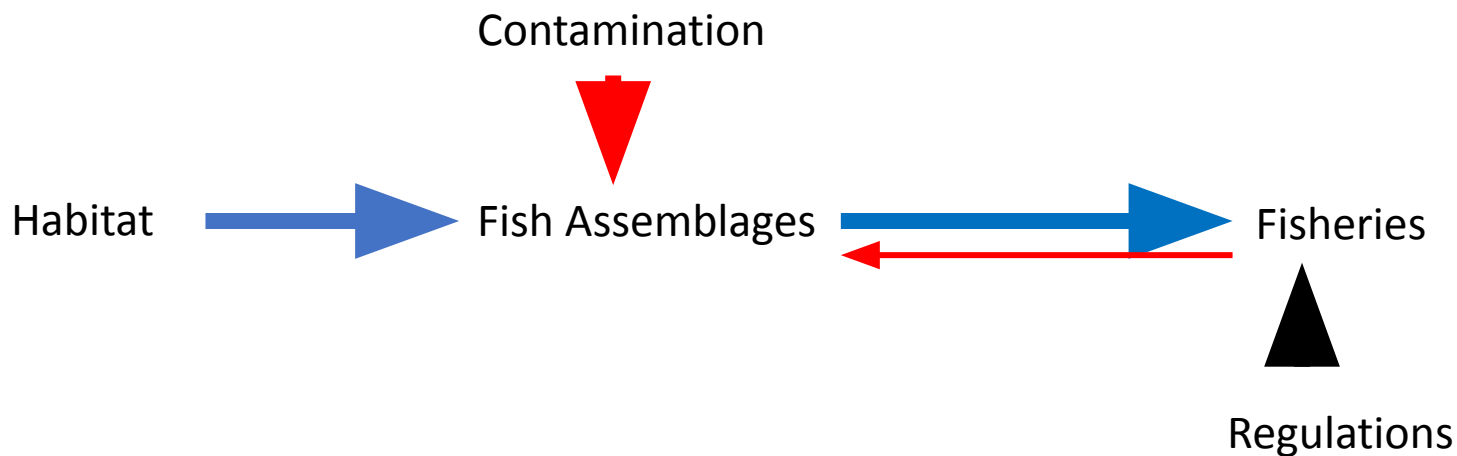 Contamination
Habitat
Fish Assemblages
Fisheries
Regulations